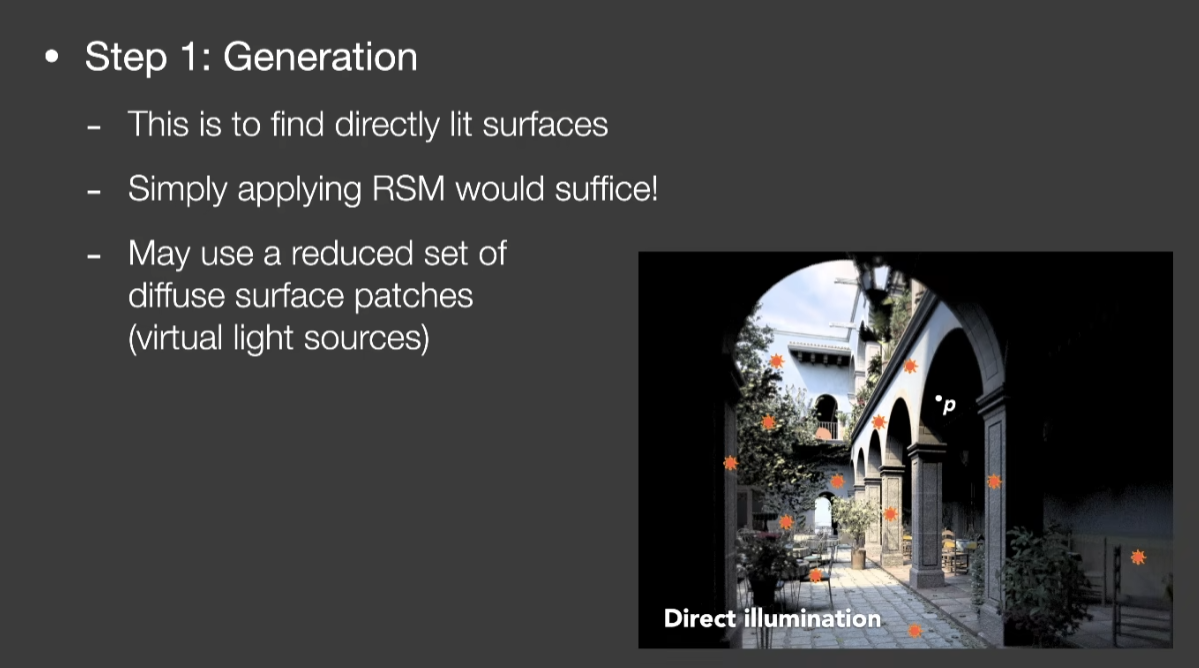 • Step 1: Generation
- This is to find directly lit surfaces
- Simply applying RSM would suffice!
- May use a reduced set of
diffuse surface patches
(virtual light sources)
p
Direct illumination